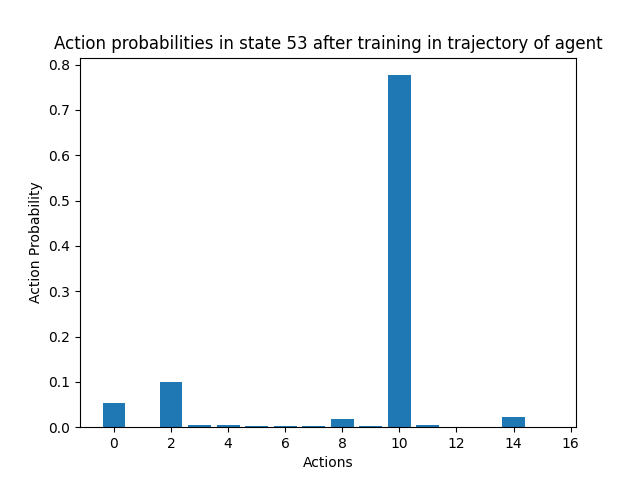 Action probabilities in state 53 after training in trajectory of agent
0.8
0.7
0.6
0.5
0.4
0.3
0.2
0.1
0.0
Action Probability
0 2 4 6 8 10 12 14 16
Actions